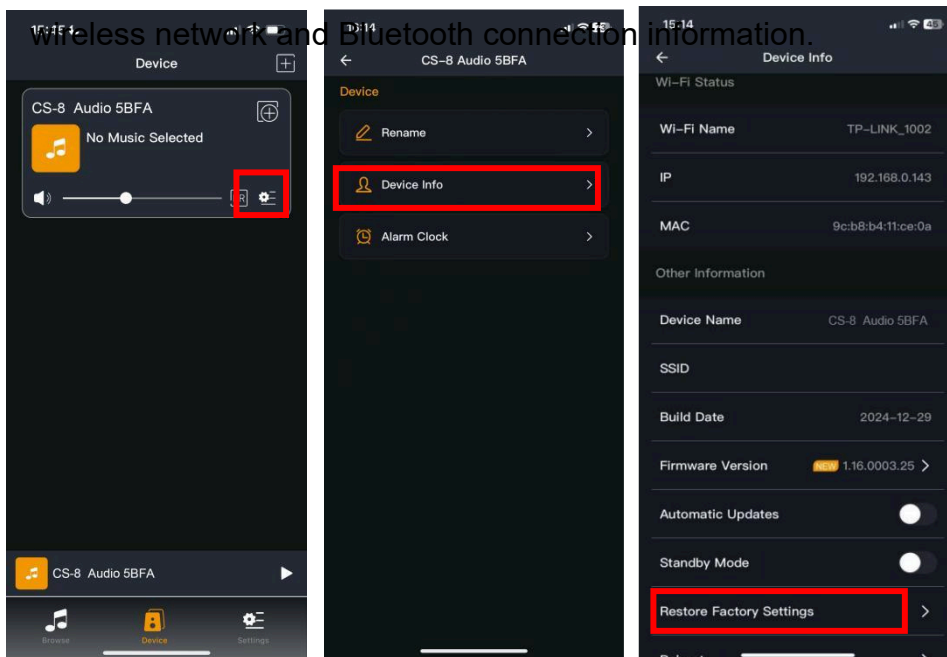 wireless network and Bluetooth connection information.
Device
CS-8 Audio 5BFA
No Music Selected
CS-8 Audio 5BFA
Browse
Device
Settings
CS-8 Audio 5BFA
Device
Rename
Device Info
Alarm Clock
15:14
45
Device Info
Wi-Fi Status
Wi-Fi Name
TP-LINK_1002
IP
192.168.0.143
MAC
9c:b8:b4:11:ce:0a
Other Information
Device Name
CS-8 Audio 5BFA
SSID
Build Date
2024-12-29
Firmware Version
NEW 1.16.0003.25
Automatic Updates
Standby Mode
Restore Factory Settings